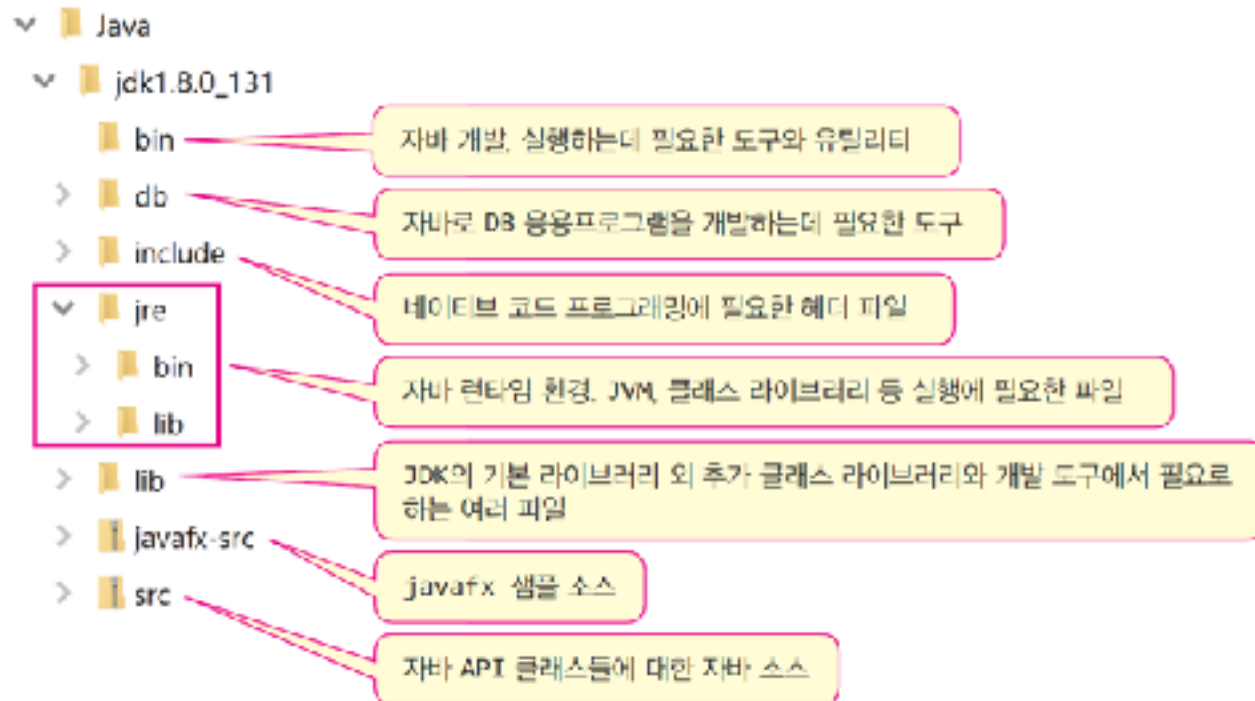 Java
jdk1.8.0_131
bin
자바 개발, 실행하는데 필요한 도구와 유틸리티
db
자바로 DB 응용프로그램을 개발하는데 필요한 도구
include
네이티브 코드 프로그래밍에 필요한 헤더 파일
jre
bin
자바 런타임 환경, JVM, 클래스 라이브러리 등 실행에 필요한 파일
lib
lib
JDK의 기본 라이브러리 외 추가 클래스 라이브러리와 개발 도구에서 필요로
하는 여러 파일
javafx-src
javafx 샘플 소스
src
자바 API 클래스들에 대한 자바 소스